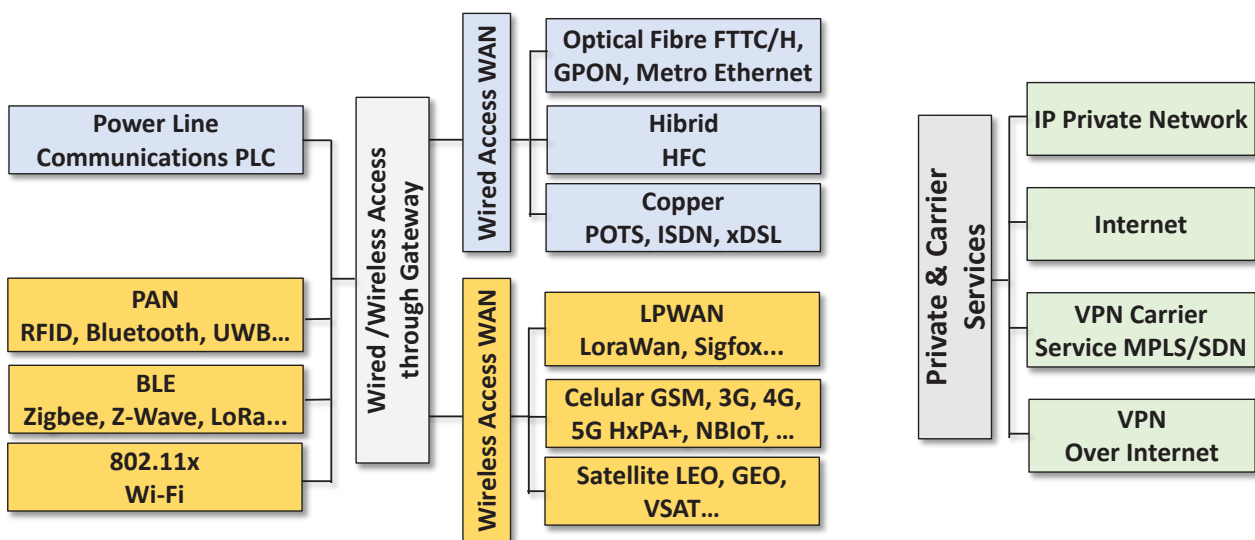 Power Line
Communications PLC
PAN
RFID, Bluetooth, UWB...
BLE
Zigbee, Z-Wave, LoRa...
802.11x
Wi-Fi
Wired /Wireless Access
through Gateway
Wired Access WAN
Optical Fibre FTTC/H,
GPON, Metro Ethernet
Hibrid
HFC
Copper
POTS, ISDN, xDSL
Wireless Access WAN
LPWAN
LoraWan, Sigfox...
Celular GSM, 3G, 4G,
5G HxPA+, NBIoT, ...
Satellite LEO, GEO,
VSAT...
Private & Carrier
Services
IP Private Network
Internet
VPN Carrier
Service MPLS/SDN
VPN
Over Internet